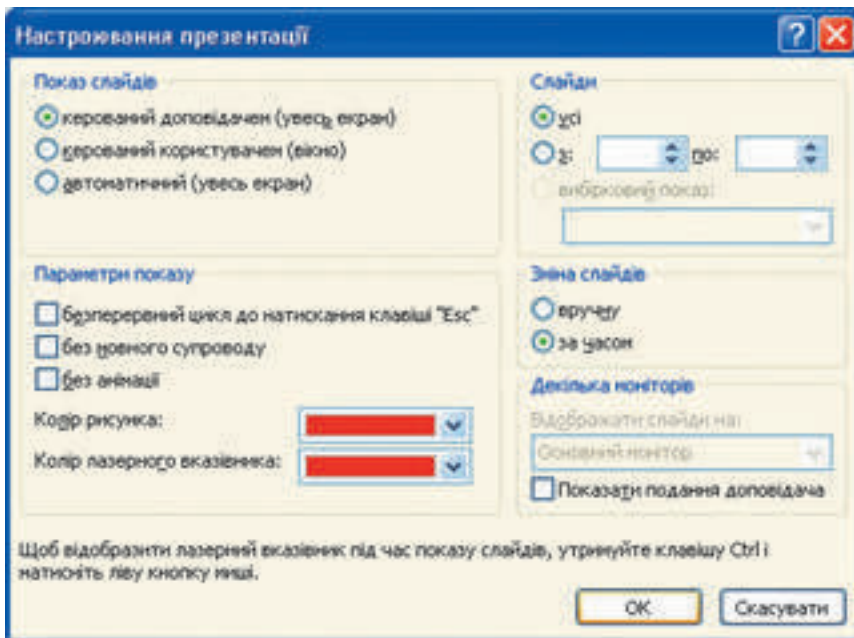 Настроювання презентації
Показ слайдів
керований доповідачем (увесь екран)
керований користувачем (вікно)
автоматичний (увесь екран)
Слайди
усі
з: по:
вибірковий показ:
Параметри показу
безперервний цикл до натискання клавіші "Esc"
без мовного супроводу
без анімації
Колір рисунка:
Колір лазерного вказівника:
Зміна слайдів
вручну
за часом
Декілька моніторів
Відображати слайди на:
Основний монітор
Показати подання доповідача
Щоб відобразити лазерний вказівник під час показу слайдів, утримуйте клавішу Ctrl і
натисніть ліву кнопку миші.
ОК Скасувати